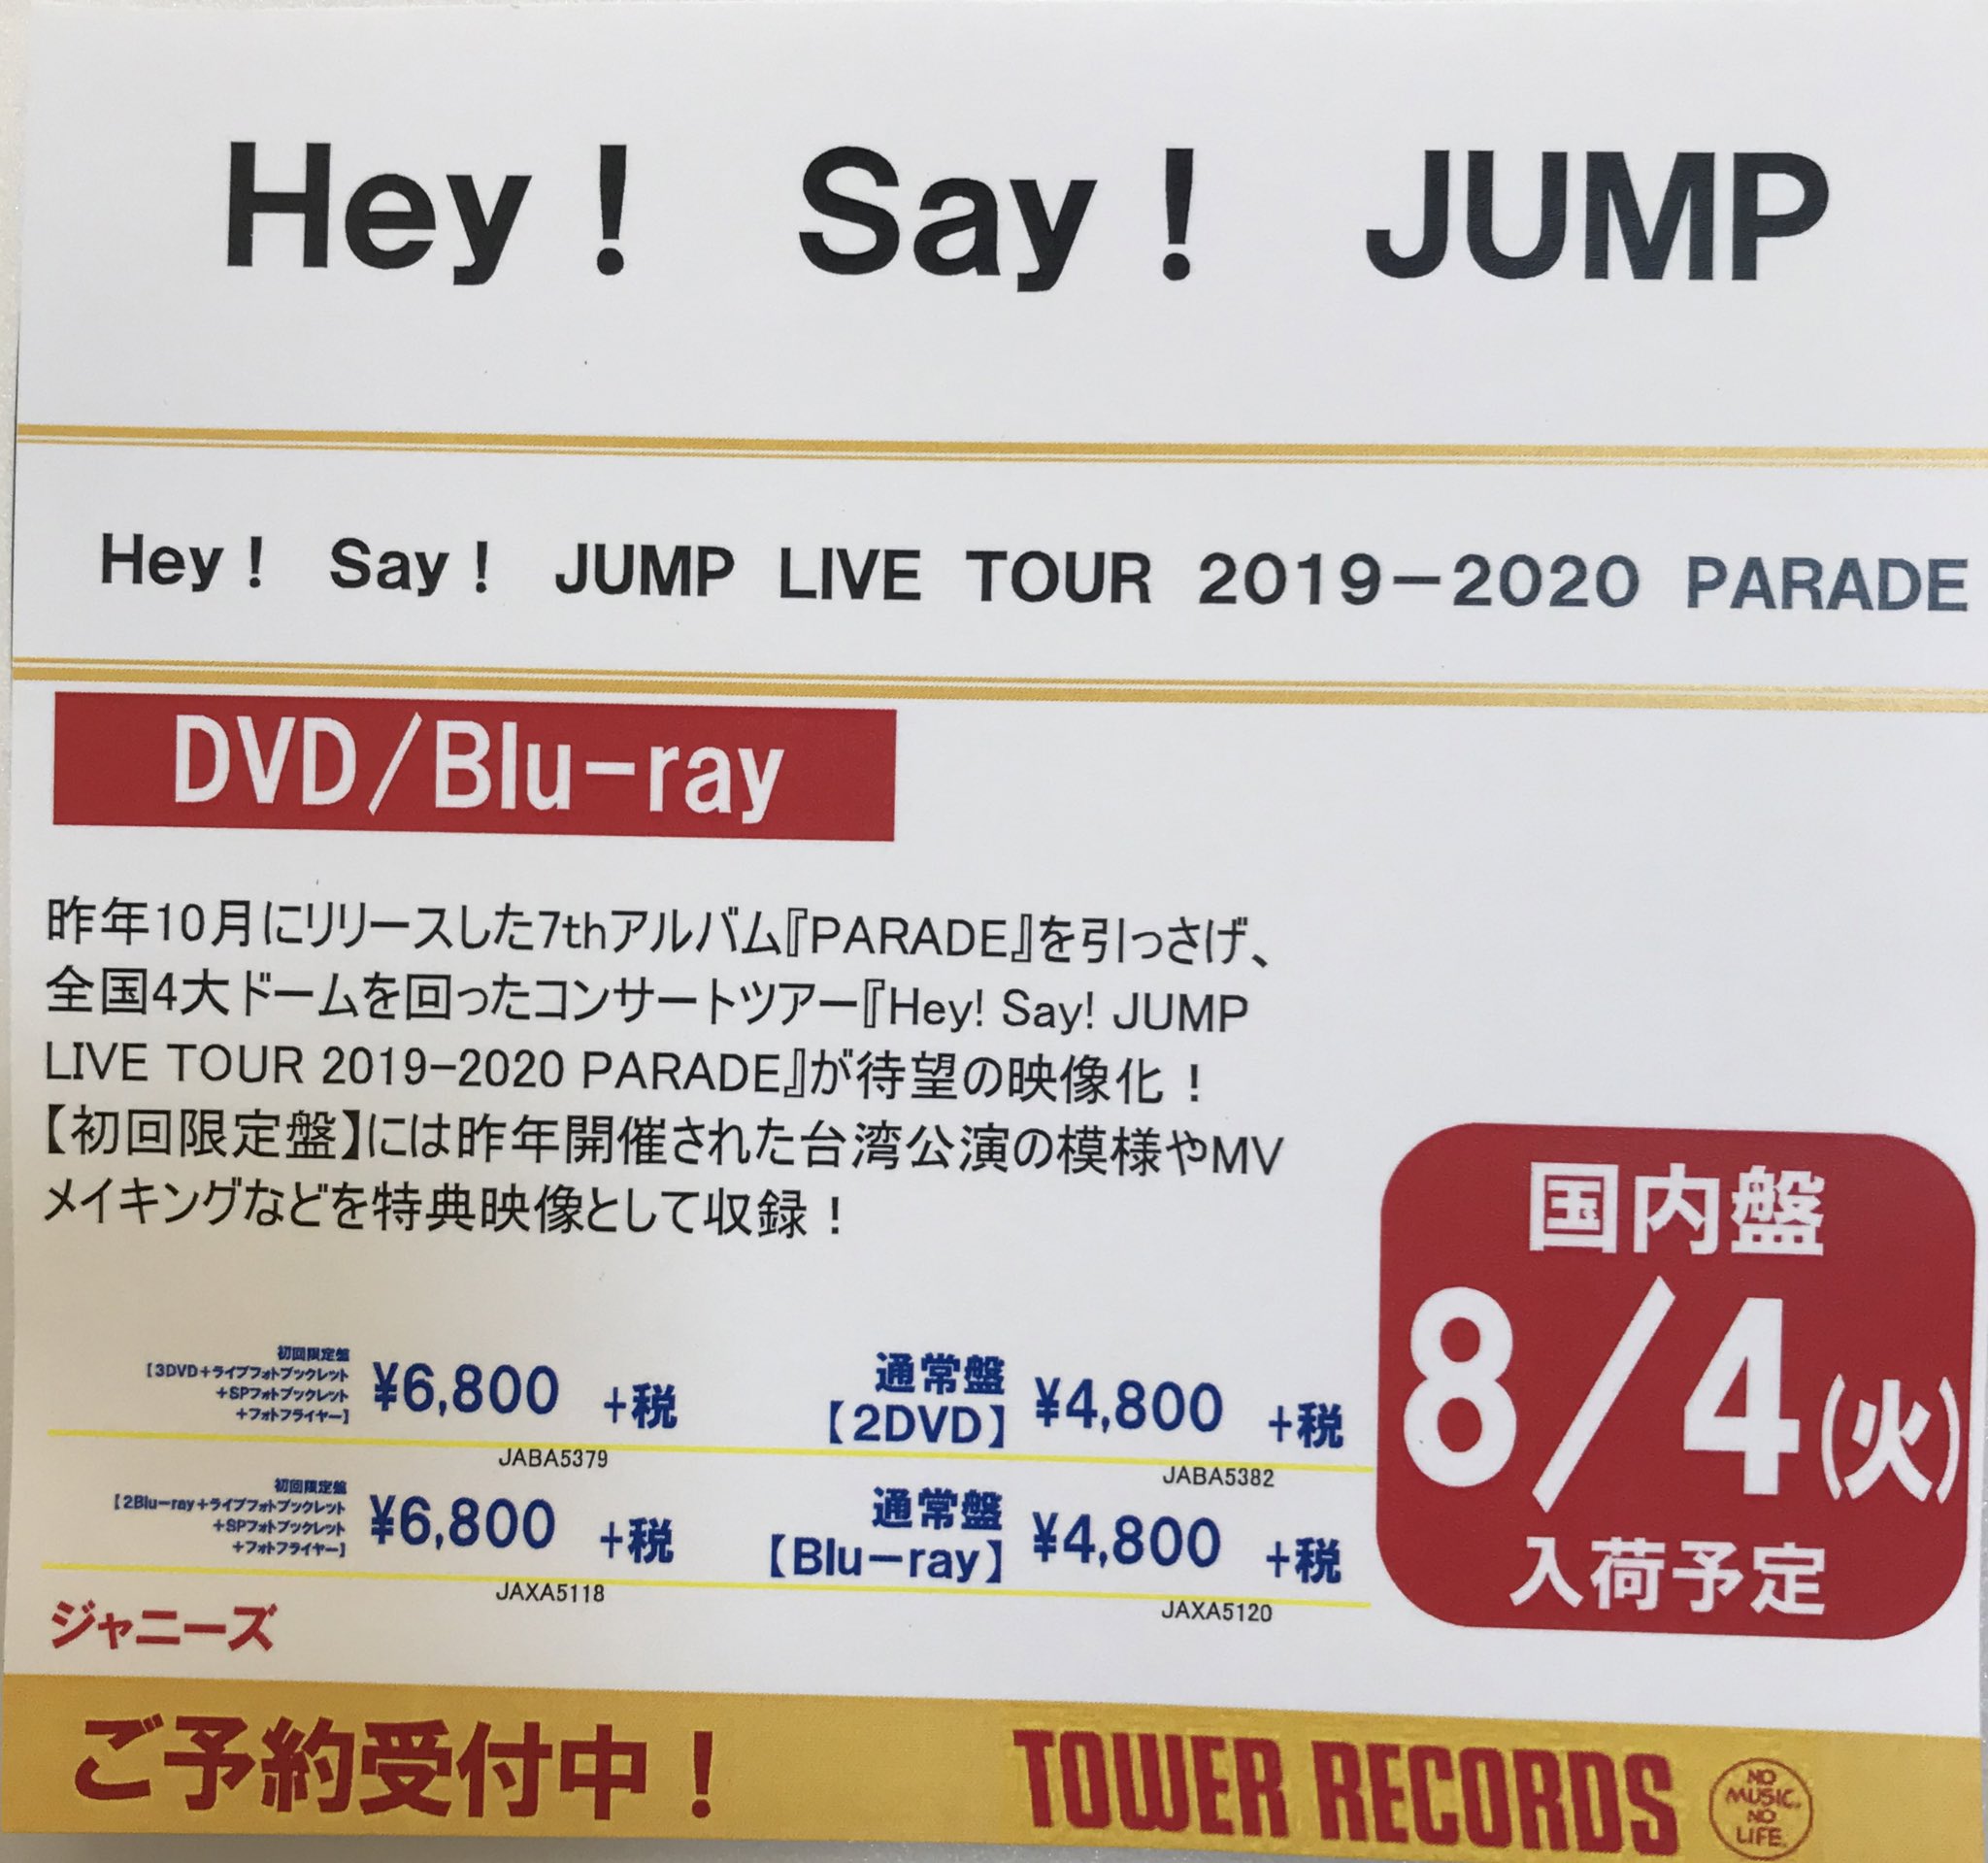 Hey！ Say！ JUMP
Hey！ Say！ JUMP LIVE TOUR 2019－2020 PARADE
DVD/Blu-ray
昨年10月にリリースした7thアルバム『PARADE』を引っさげ、
全国4大ドームを回ったコンサートツアー『Hey! Say! JUMP
LIVE TOUR 2019-2020 PARADE』が待望の映像化！
【初回限定盤】には昨年開催された台湾公演の模様やMV
メイキングなどを特典映像として収録！
初回限定盤
【3DVD＋ライブフォトブックレット
＋SPフォトブックレット
＋フォトフライヤー】
¥6,800 ＋税
JABA5379
通常盤
【2DVD】
¥4,800 ＋税
JABA5382
初回限定盤
【2Blu－ray＋ライブフォトブックレット
＋SPフォトブックレット
＋フォトフライヤー】
¥6,800 ＋税
JAXA5118
通常盤
【Blu－ray】
¥4,800 ＋税
JAXA5120
国内盤
8/4(火)
入荷予定
ジャニーズ
ご予約受付中！
TOWER RECORDS
NO
MUSIC,
NO
LIFE.